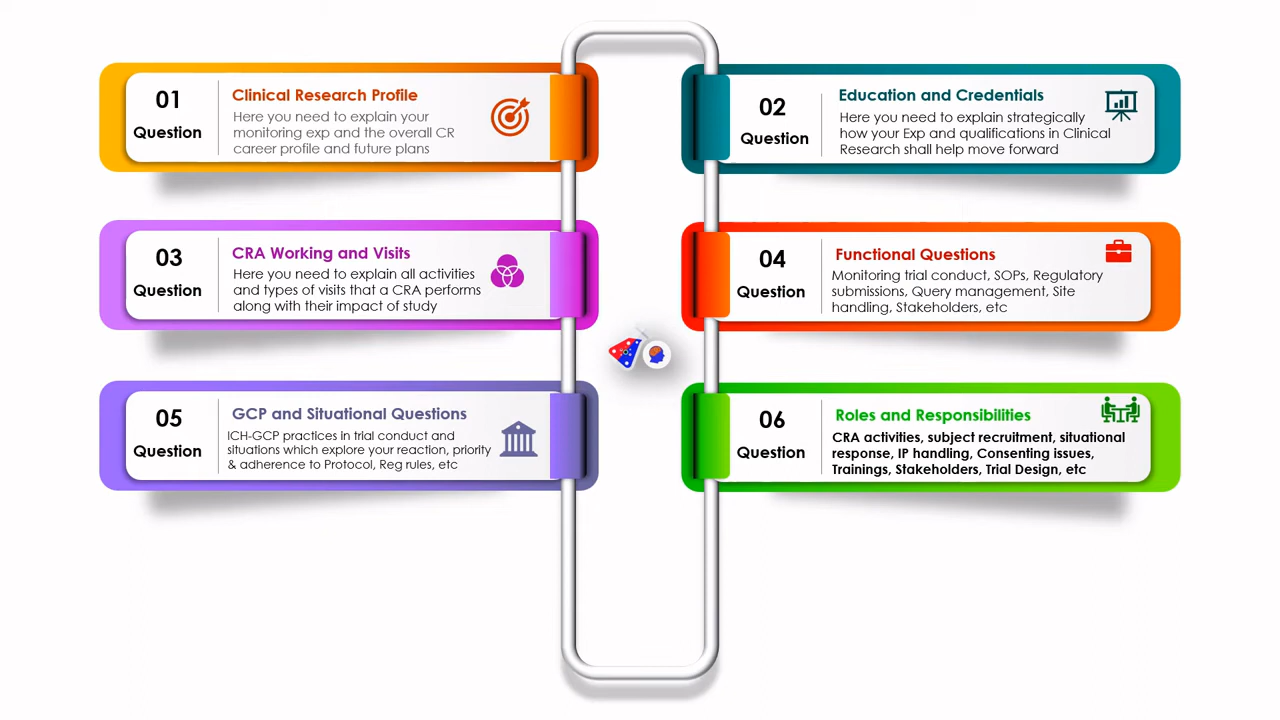 01
Question
Clinical Research Profile
Here you need to explain your
monitoring exp and the overall CR
career profile and future plans
02
Question
Education and Credentials
Here you need to explain strategically
how your Exp and qualifications in Clinical
Research shall help move forward
03
Question
CRA Working and Visits
Here you need to explain all activities
and types of visits that a CRA performs
along with their impact of study
04
Question
Functional Questions
Monitoring trial conduct, SOPs, Regulatory
submissions, Query management, Site
handling, Stakeholders, etc
05
Question
GCP and Situational Questions
ICH-GCP practices in trial conduct and
situations which explore your reaction, priority
& adherence to Protocol, Reg rules, etc
06
Question
Roles and Responsibilities
CRA activities, subject recruitment, situational
response, IP handling, Consenting issues,
Trainings, Stakeholders, Trial Design, etc